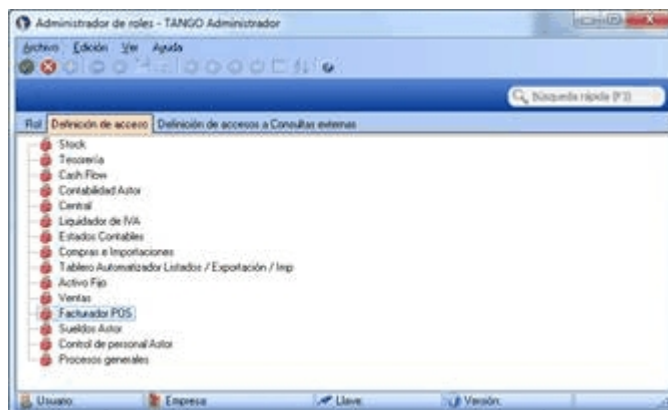 Administrador de roles - TANGO Administrador
Archivo Edición Ver Ayuda
Búsqueda rápida (F3)
Rol Definición de acceso Definición de accesos a Consultas externas
Stock
Tesorería
Cash Flow
Contabilidad Astor
Central
Liquidador de IVA
Estados Contables
Compras e Importaciones
Tablero Automatizador Listados / Exportación / Imp
Activo Fijo
Ventas
Facturador POS
Sueldos Astor
Control de personal Astor
Procesos generales
Usuario: Empresa: Llave: Versión: